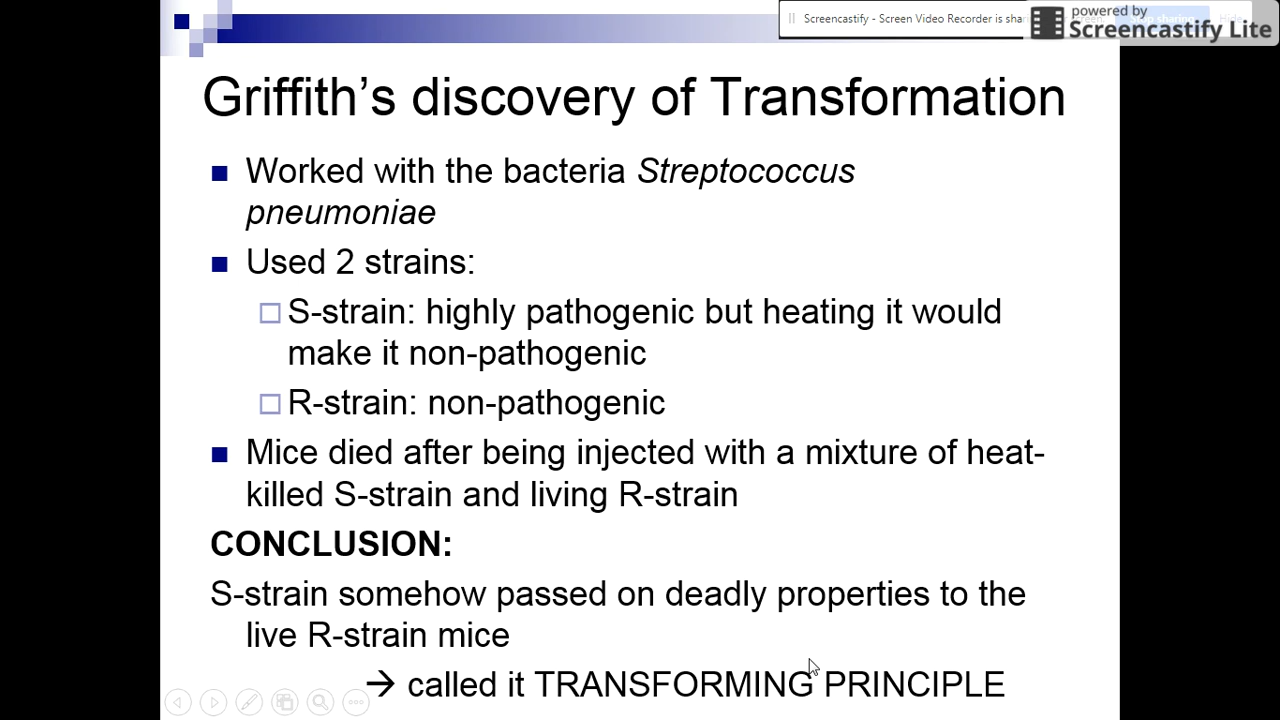 Screencastify - Screen Video Recorder is
powered by
Screencastify Lite
Griffith's discovery of Transformation
Worked with the bacteria Streptococcus
pneumoniae
Used 2 strains:
S-strain: highly pathogenic but heating it would
make it non-pathogenic
R-strain: non-pathogenic
Mice died after being injected with a mixture of heat-
killed S-strain and living R-strain
CONCLUSION:
S-strain somehow passed on deadly properties to the
live R-strain mice
→ called it TRANSFORMING PRINCIPLE